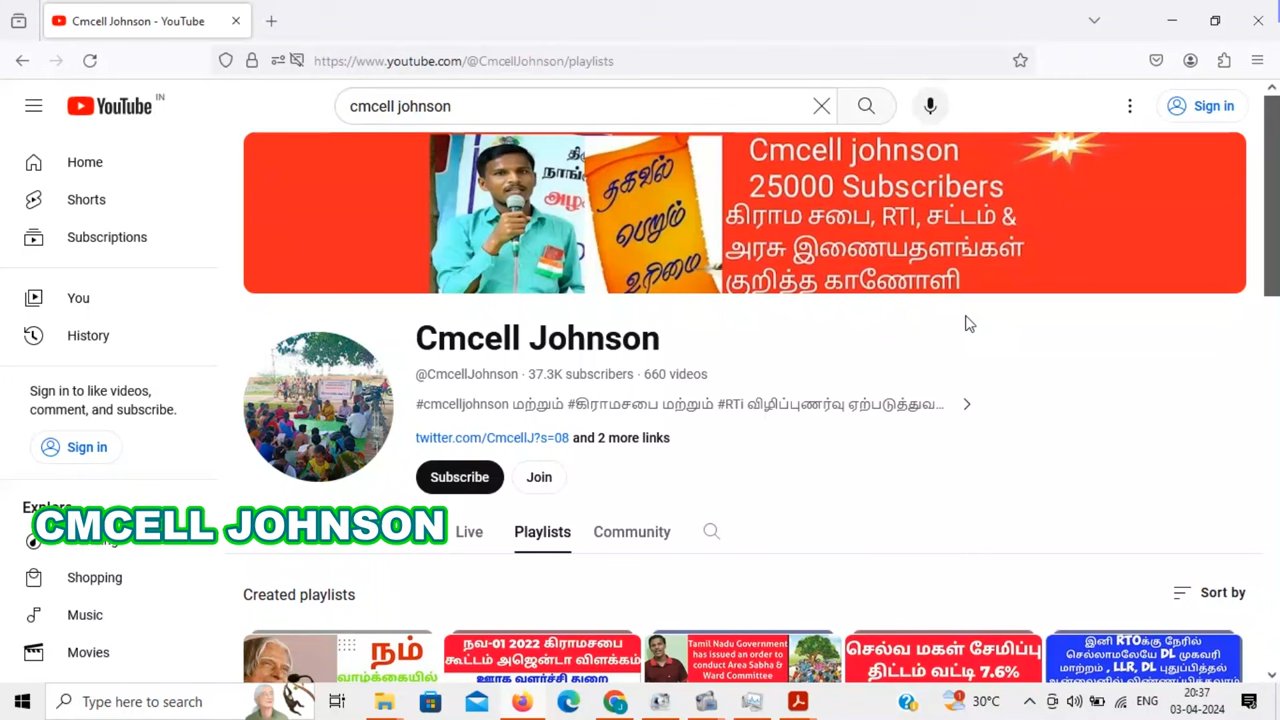 Cmcell Johnson - YouTube
https://www.youtube.com/@CmcellJohnson/playlists
YouTube IN
cmcell johnson
Sign in
Home
Shorts
Subscriptions
You
History
Sign in to like videos,
comment, and subscribe.
Sign in
Shopping
Music
Movies
தகவல்
பெறும்
உரிமை
Cmcell johnson
25000 Subscribers
கிராம சபை, RTI, சட்டம் &
அரசு இணையதளங்கள்
குறித்த காணோளி
Cmcell Johnson
@CmcellJohnson · 37.3K subscribers · 660 videos
#cmcelljohnson மற்றும் #கிராமசபை மற்றும் #RTi விழிப்புணர்வு ஏற்படுத்துவ...
twitter.com/CmcellJ?s=08 and 2 more links
Subscribe
Join
CMCELL JOHNSON
Live
Playlists
Community
Created playlists
Sort by
நம்
வாழ்க்கையில்
நவ-01 2022 கிராமசபை
கூட்டம் அஜென்டா விளக்கம்
ஊரக வளர்ச்சி துறை
Tamil Nadu Government
has issued an order to
conduct Area Sabha &
Ward Committee
செல்வ மகள் சேமிப்பு
திட்டம் வட்டி 7.6%
இனி RTOக்கு நேரில்
செல்லாமலேயே DL முகவரி
மாற்றம் , LLR, DL புதுப்பித்தல்
Type here to search
30°C
ENG
20:37
03-04-2024